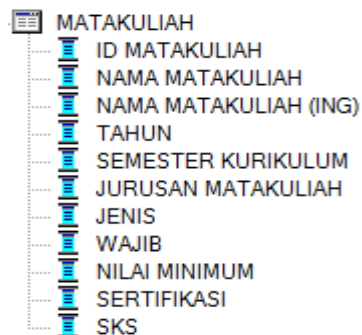 MATAKULIAH
ID MATAKULIAH
NAMA MATAKULIAH
NAMA MATAKULIAH (ING)
TAHUN
SEMESTER KURIKULUM
JURUSAN MATAKULIAH
JENIS
WAJIB
NILAI MINIMUM
SERTIFIKASI
SKS